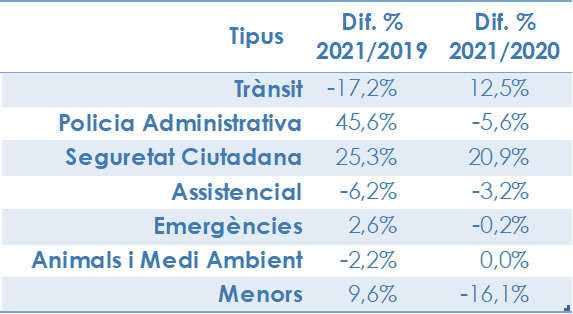 Tipus Dif. % 2021/2019 Dif. % 2021/2020
Trànsit -17,2% 12,5%
Policia Administrativa 45,6% -5,6%
Seguretat Ciutadana 25,3% 20,9%
Assistencial -6,2% -3,2%
Emergències 2,6% -0,2%
Animals i Medi Ambient -2,2% 0,0%
Menors 9,6% -16,1%